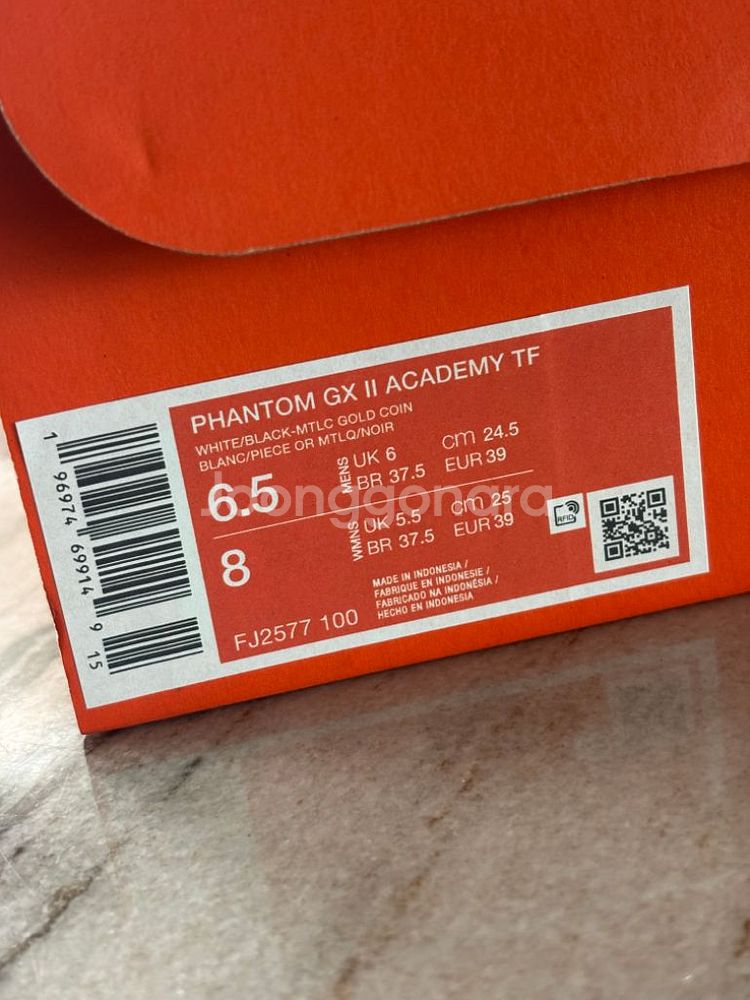 PHANTOM GX II ACADEMY TF
WHITE/BLACK-MTLC GOLD COIN
BLANC/PIECE OR MTLQ/NOIR
6.5
MENS
UK 6
cm 24.5
BR 37.5
EUR 39
8
WMNS
UK 5.5
cm 25
BR 37.5
EUR 39
FJ2577 100
MADE IN INDONESIA /
FABRIQUE EN INDONESIE /
FABRICADO NA INDONÉSIA /
HECHO EN INDONESIA
RFID
1 96974 69914 9 15
Joonggonara